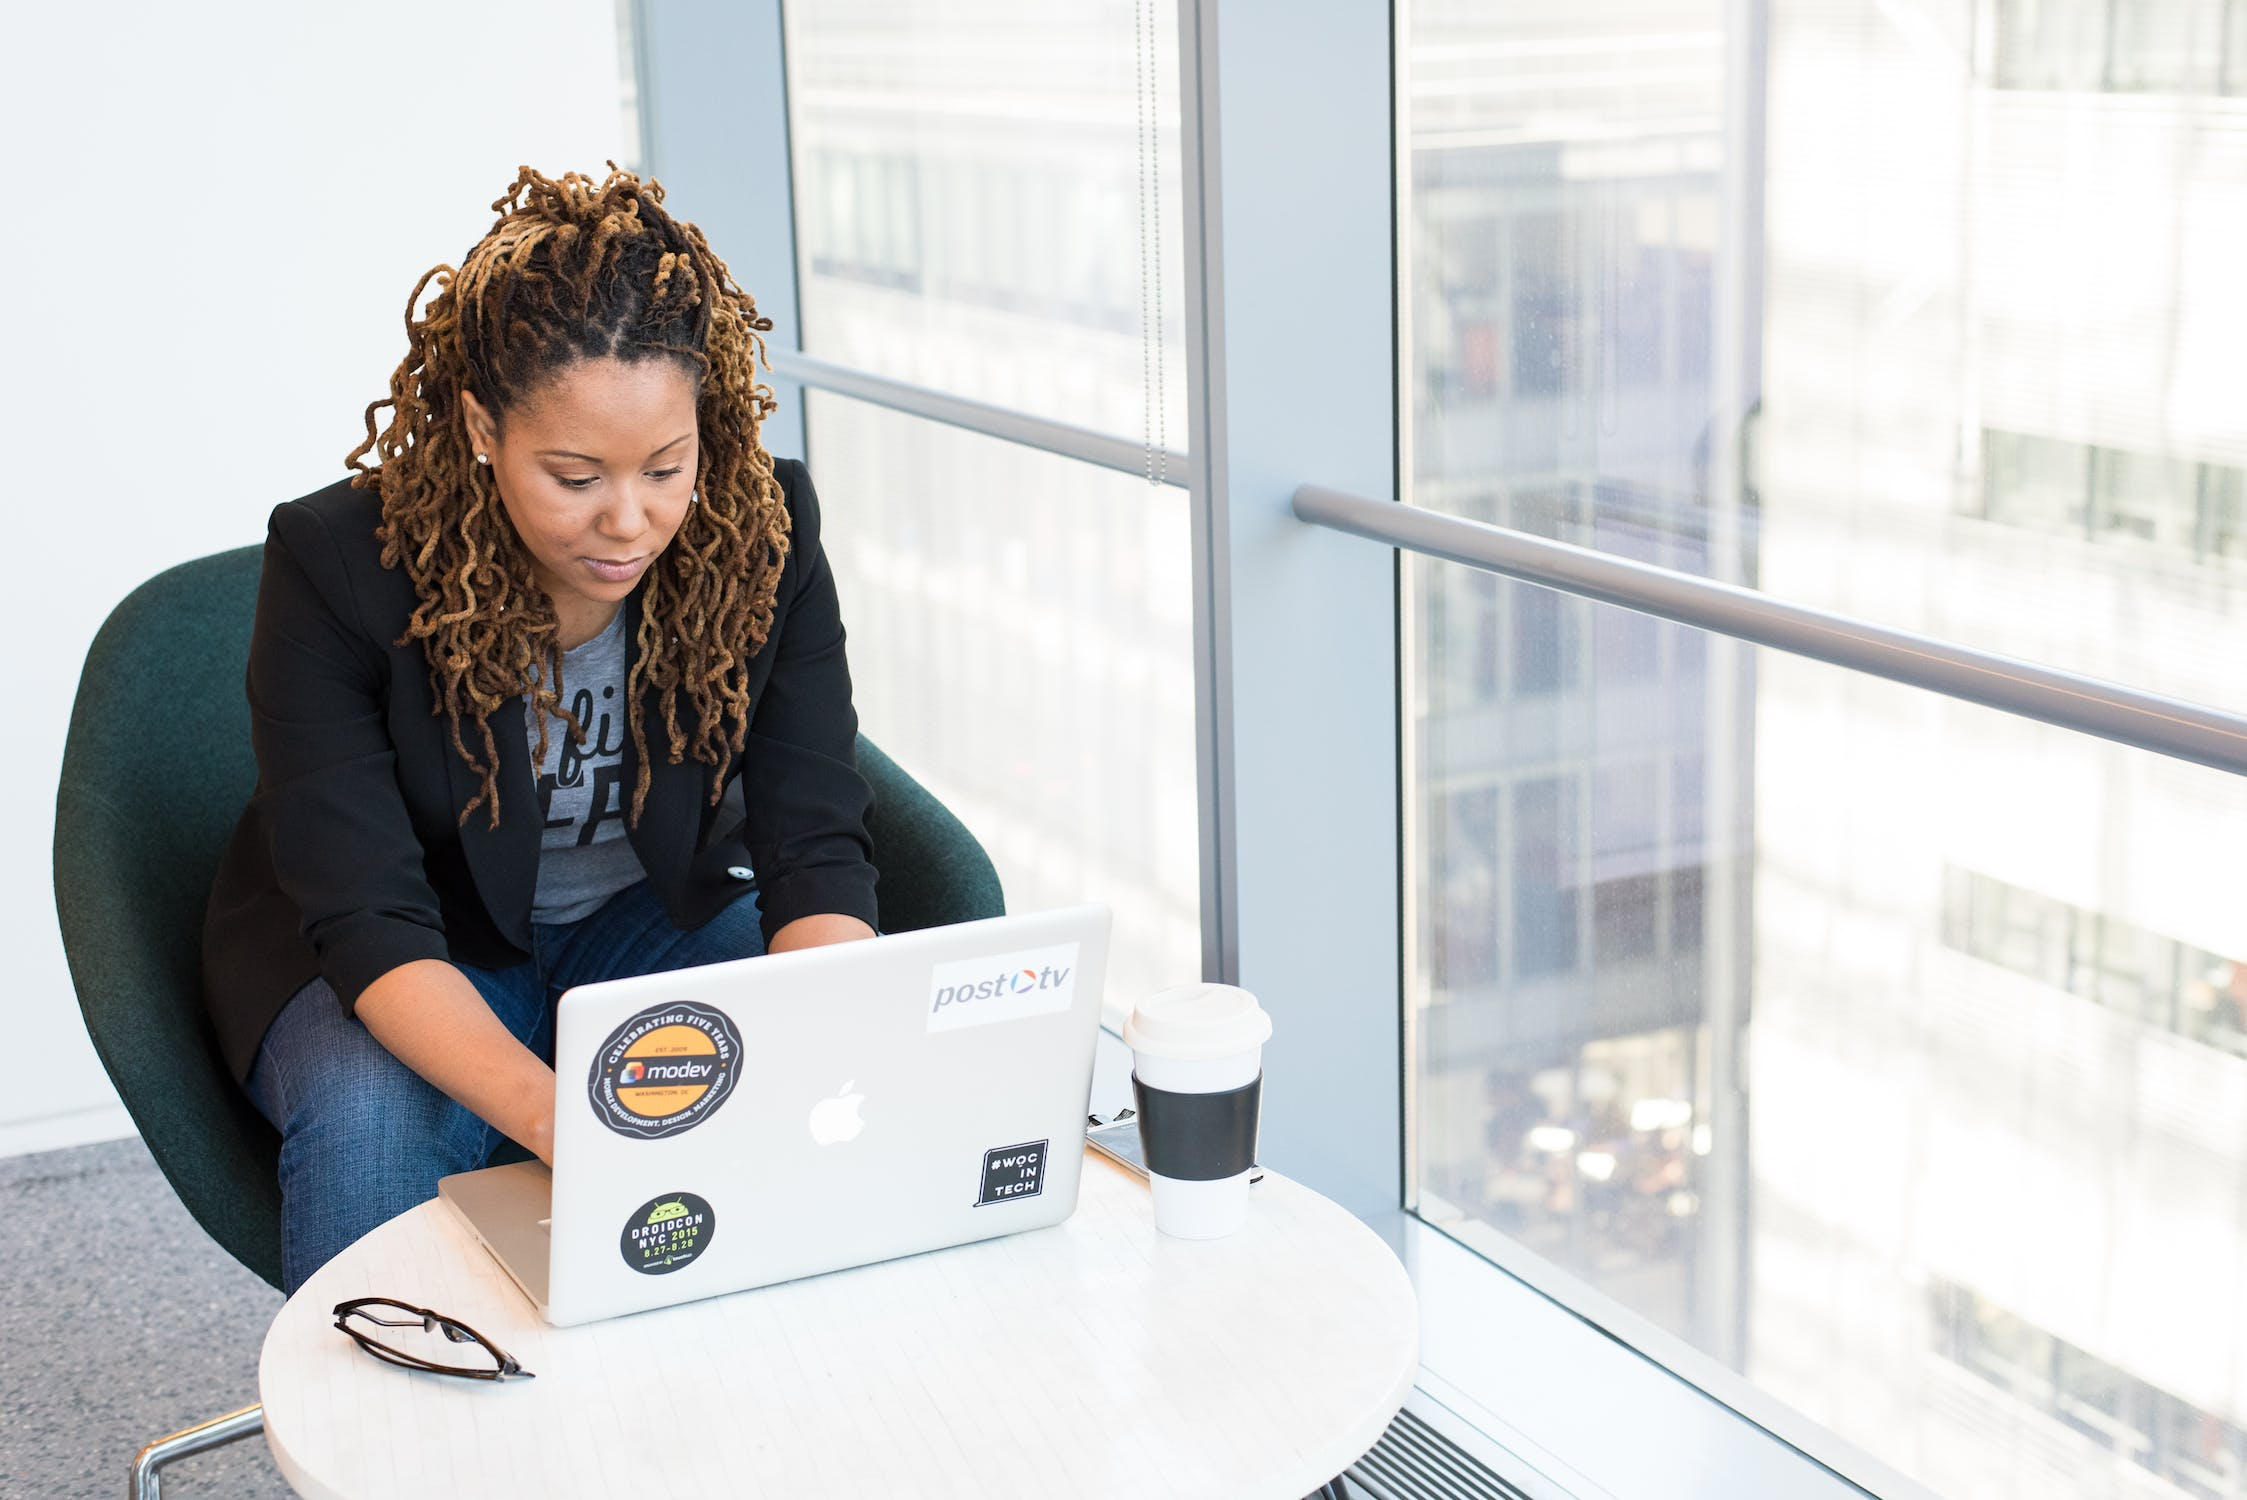 fi
post tv
CELEBRATING FIVE YEARS
EST. 2009
modev
WASHINGTON, DC
MOBILE DEVELOPMENT, DESIGN, MARKETING
#WOC
IN
TECH
DROIDCON
NYC 2015
8.27-8.28